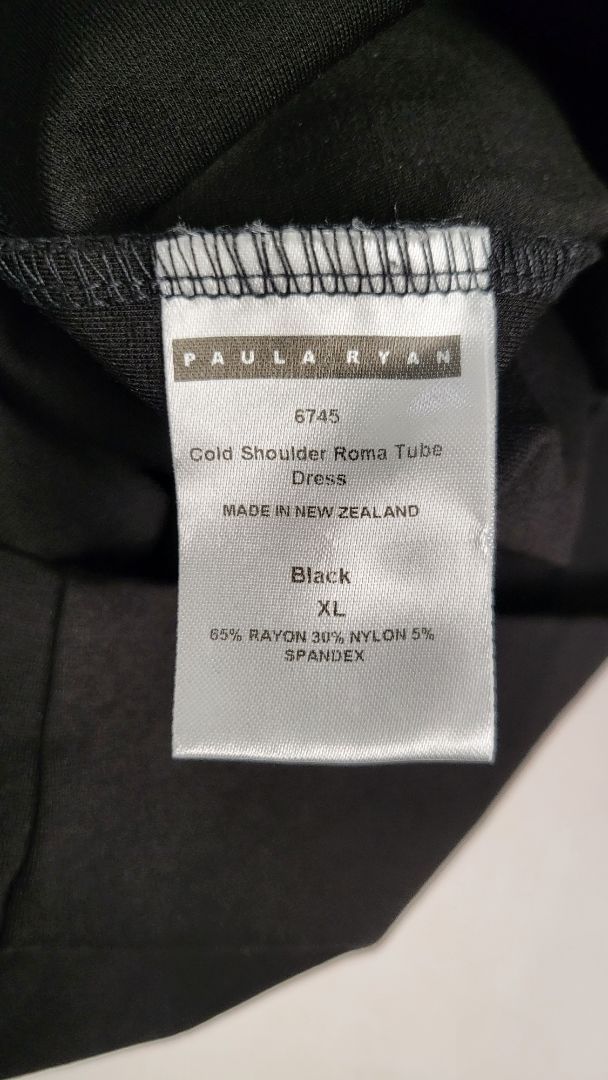 PAULA RYAN
6745
Cold Shoulder Roma Tube
Dress
MADE IN NEW ZEALAND
Black
XL
65% RAYON 30% NYLON 5%
SPANDEX